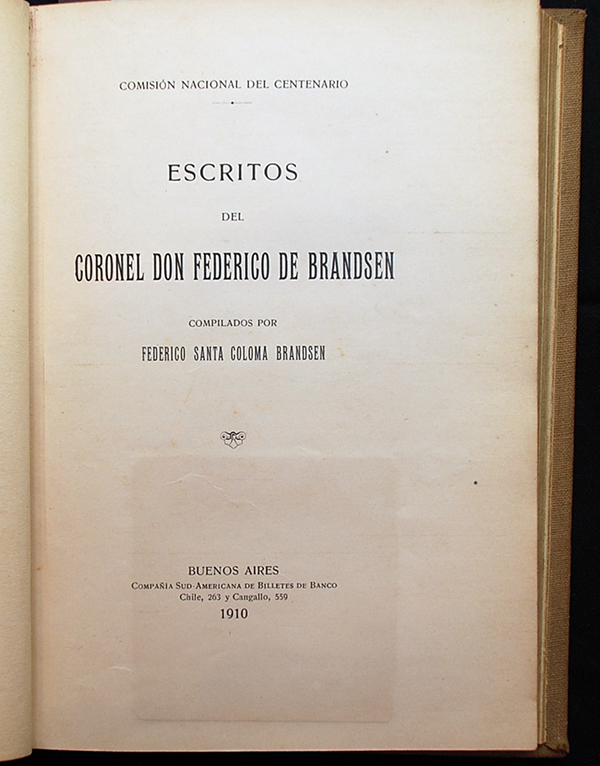 COMISIÓN NACIONAL DEL CENTENARIO
ESCRITOS
DEL
CORONEL DON FEDERICO DE BRANDSEN
COMPILADOS POR
FEDERICO SANTA COLOMA BRANDSEN
BUENOS AIRES
COMPAÑÍA SUD-AMERICANA DE BILLETES DE BANCO
Chile, 263 y Cangallo, 559
1910